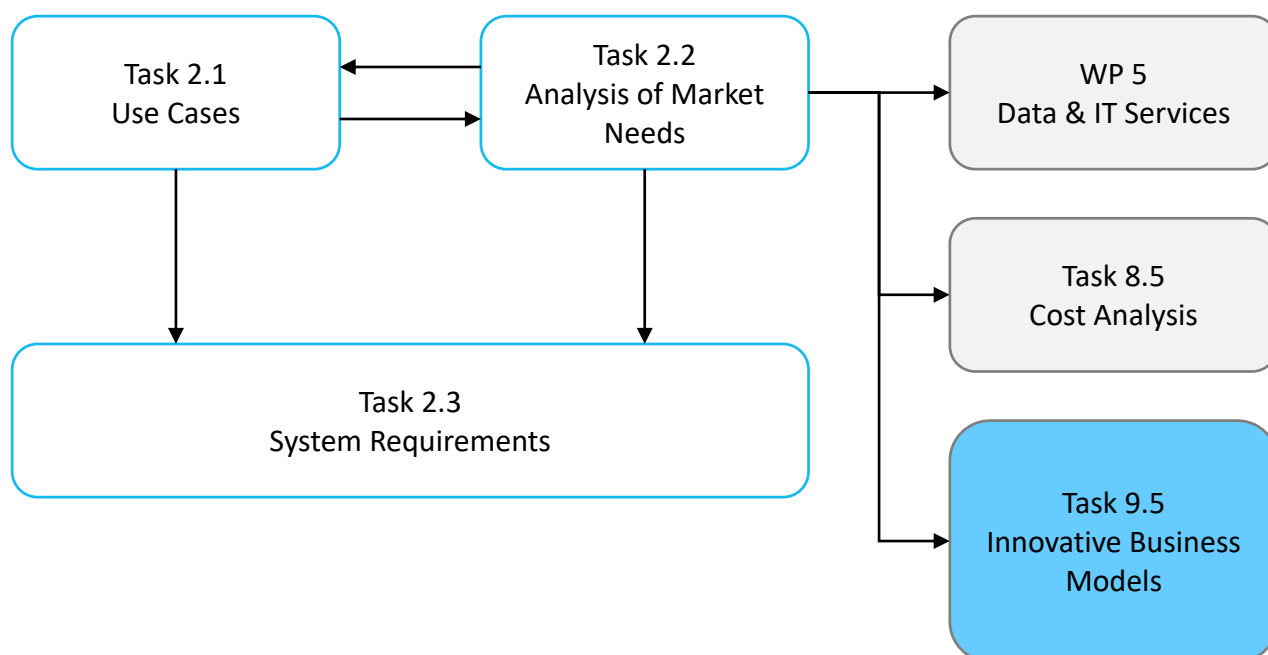 Task 2.1
Use Cases
Task 2.2
Analysis of Market
Needs
WP 5
Data & IT Services
Task 8.5
Cost Analysis
Task 2.3
System Requirements
Task 9.5
Innovative Business
Models